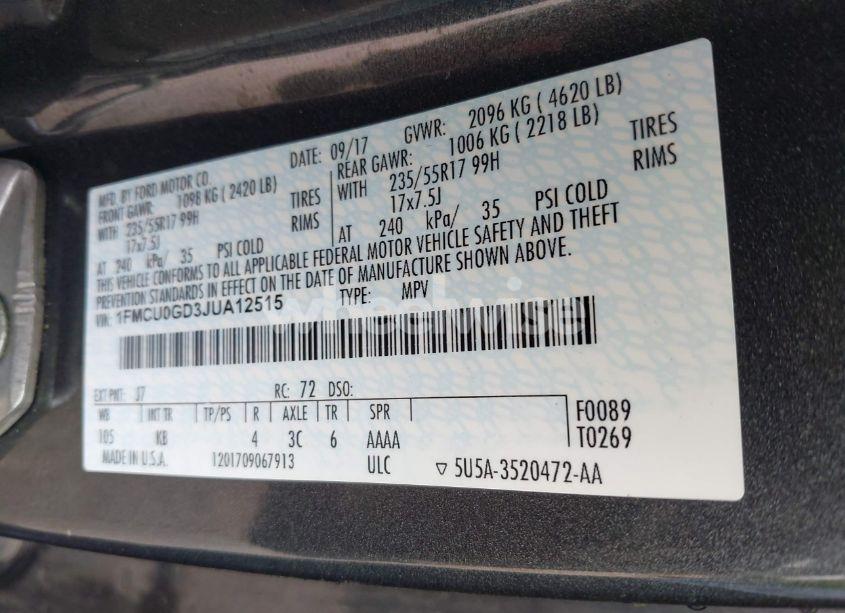 MFD. BY FORD MOTOR CO. DATE: 09/17 GVWR: 2096 KG ( 4620 LB)
FRONT GAWR: 1098 KG ( 2420 LB) REAR GAWR: 1006 KG ( 2218 LB)
WITH 235/55R17 99H TIRES WITH 235/55R17 99H TIRES
17x7.5J RIMS 17x7.5J RIMS
AT 240 kPa/ 35 PSI COLD AT 240 kPa/ 35 PSI COLD
THIS VEHICLE CONFORMS TO ALL APPLICABLE FEDERAL MOTOR VEHICLE SAFETY AND THEFT
PREVENTION STANDARDS IN EFFECT ON THE DATE OF MANUFACTURE SHOWN ABOVE.
VIN: 1FMCU0GD3JUA12515 TYPE: MPV
wheelwise
EXT PNT: J7 RC: 72 DSO:
WB INT TR TP/PS R AXLE TR SPR F0089
105 KB 4 3C 6 AAAA T0269
MADE IN U.S.A. 1201709067913 ULC ▽ 5U5A-3520472-AA